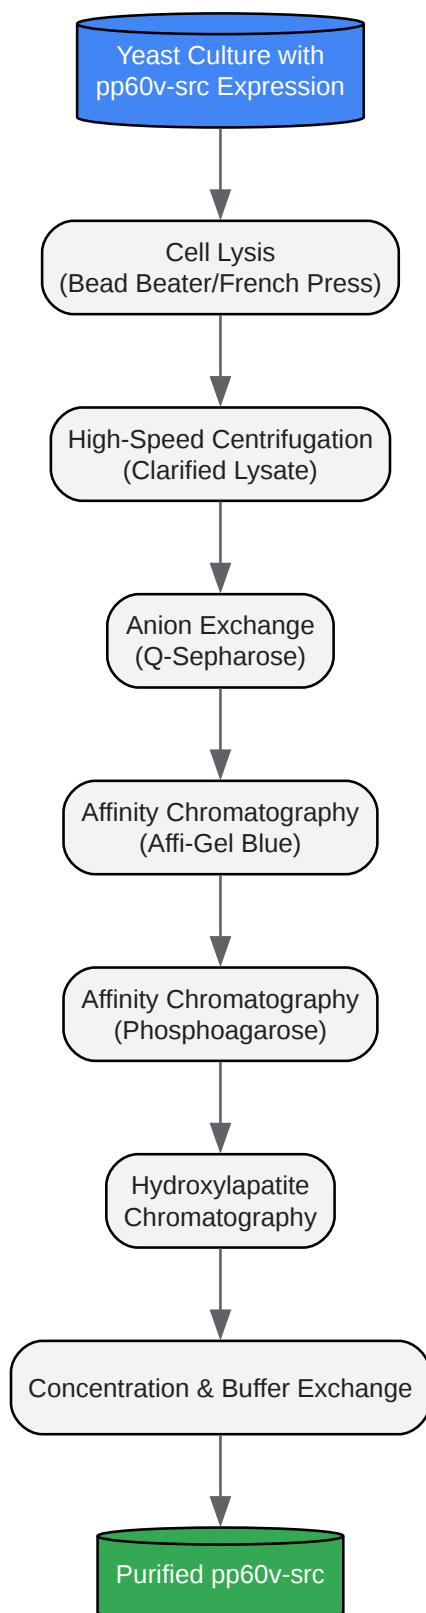 Yeast Culture with
pp60v-src Expression
Cell Lysis
(Bead Beater/French Press)
High-Speed Centrifugation
(Clarified Lysate)
Anion Exchange
(Q-Sepharose)
Affinity Chromatography
(Affi-Gel Blue)
Affinity Chromatography
(Phosphoagarose)
Hydroxylapatite
Chromatography
Concentration & Buffer Exchange
Purified pp60v-src